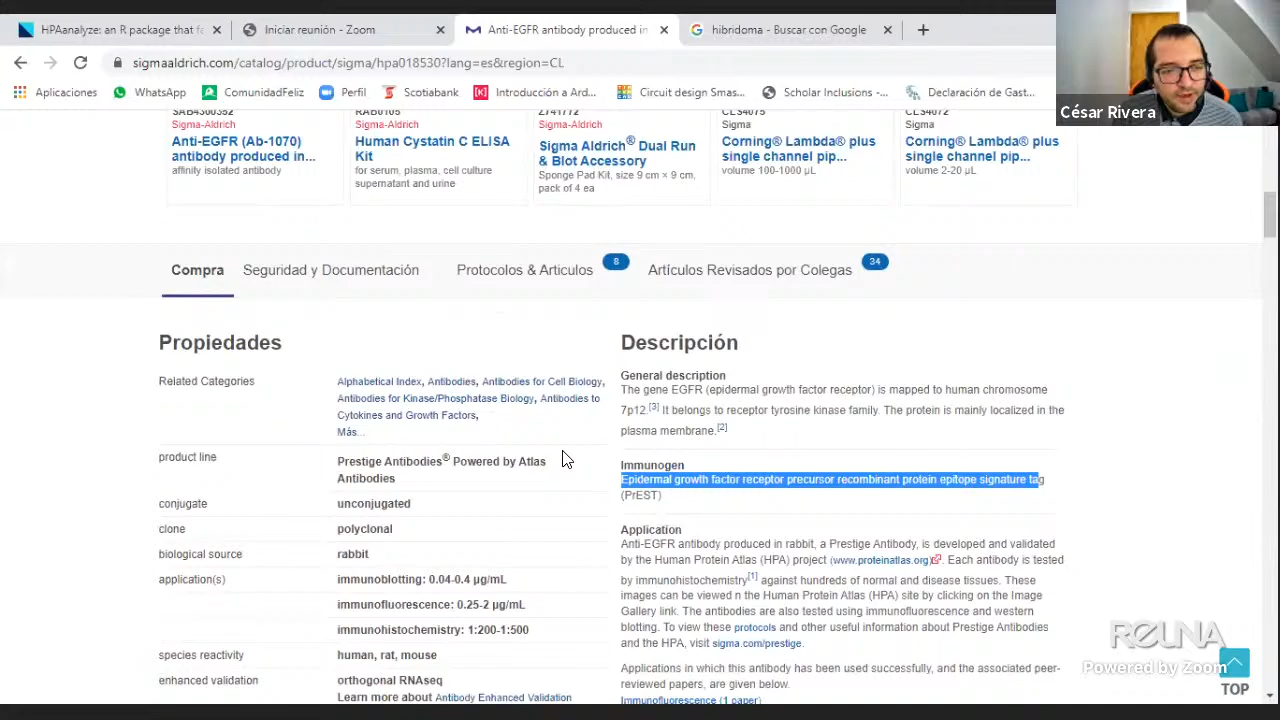 HPAanalyze: an R package that f
Iniciar reunión - Zoom
Anti-EGFR antibody produced in
hibridoma - Buscar con Google
sigmaaldrich.com/catalog/product/sigma/hpa018530?lang=es&region=CL
Aplicaciones
WhatsApp
ComunidadFeliz
Perfil
Scotiabank
Introducción a Ard...
Circuit design Smas...
Scholar Inclusions -...
Declaración de Gast...
César Rivera
SAB4300352
Sigma-Aldrich
Anti-EGFR (Ab-1070)
antibody produced in...
affinity isolated antibody
RAB0105
Sigma-Aldrich
Human Cystatin C ELISA
Kit
for serum, plasma, cell culture
supernatant and urine
Z741772
Sigma-Aldrich
Sigma Aldrich® Dual Run
& Blot Accessory
Sponge Pad Kit, size 9 cm × 9 cm,
pack of 4 ea
CLS4075
Sigma
Corning® Lambda® plus
single channel pip...
volume 100-1000 μL
CLS4072
Sigma
Corning® Lambda® plus
single channel pip...
volume 2-20 μL
Compra
Seguridad y Documentación
Protocolos & Articulos
8
Artículos Revisados por Colegas
34
Propiedades
Related Categories
Alphabetical Index, Antibodies, Antibodies for Cell Biology,
Antibodies for Kinase/Phosphatase Biology, Antibodies to
Cytokines and Growth Factors,
Más...
product line
Prestige Antibodies® Powered by Atlas
Antibodies
conjugate
unconjugated
clone
polyclonal
biological source
rabbit
application(s)
immunoblotting: 0.04-0.4 μg/mL
immunofluorescence: 0.25-2 μg/mL
immunohistochemistry: 1:200-1:500
species reactivity
human, rat, mouse
enhanced validation
orthogonal RNAseq
Learn more about Antibody Enhanced Validation
Descripción
General description
The gene EGFR (epidermal growth factor receptor) is mapped to human chromosome
7p12.[3] It belongs to receptor tyrosine kinase family. The protein is mainly localized in the
plasma membrane.[2]
Immunogen
Epidermal growth factor receptor precursor recombinant protein epitope signature tag
(PrEST)
Application
Anti-EGFR antibody produced in rabbit, a Prestige Antibody, is developed and validated
by the Human Protein Atlas (HPA) project (www.proteinatlas.org). Each antibody is tested
by immunohistochemistry[1] against hundreds of normal and disease tissues. These
images can be viewed n the Human Protein Atlas (HPA) site by clicking on the Image
Gallery link. The antibodies are also tested using immunofluorescence and western
blotting. To view these protocols and other useful information about Prestige Antibodies
and the HPA, visit sigma.com/prestige.
Applications in which this antibody has been used successfully, and the associated peer-
reviewed papers, are given below.
Immunofluorescence (1 paper)
REUNA
Powered by Zoom
TOP